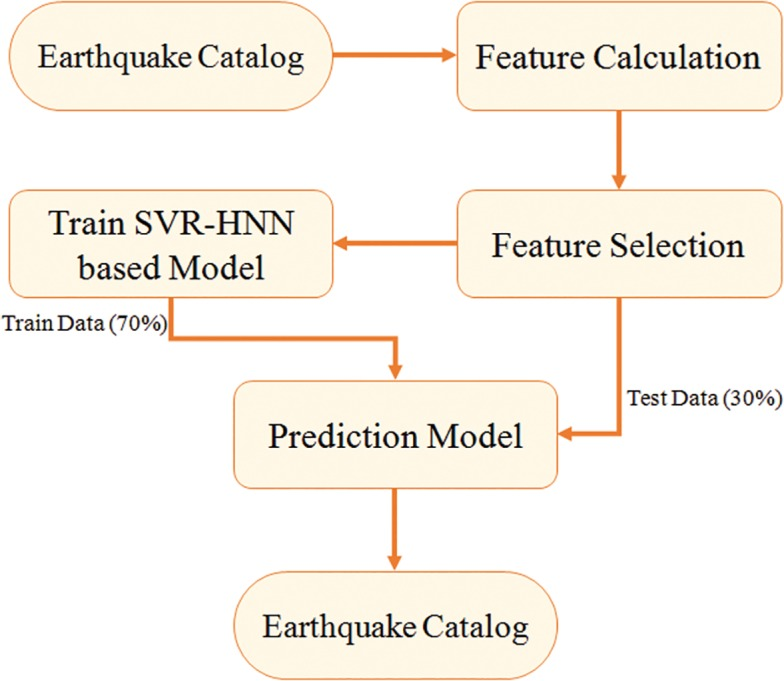 Earthquake Catalog
Feature Calculation
Train SVR-HNN
based Model
Feature Selection
Train Data (70%)
Test Data (30%)
Prediction Model
Earthquake Catalog